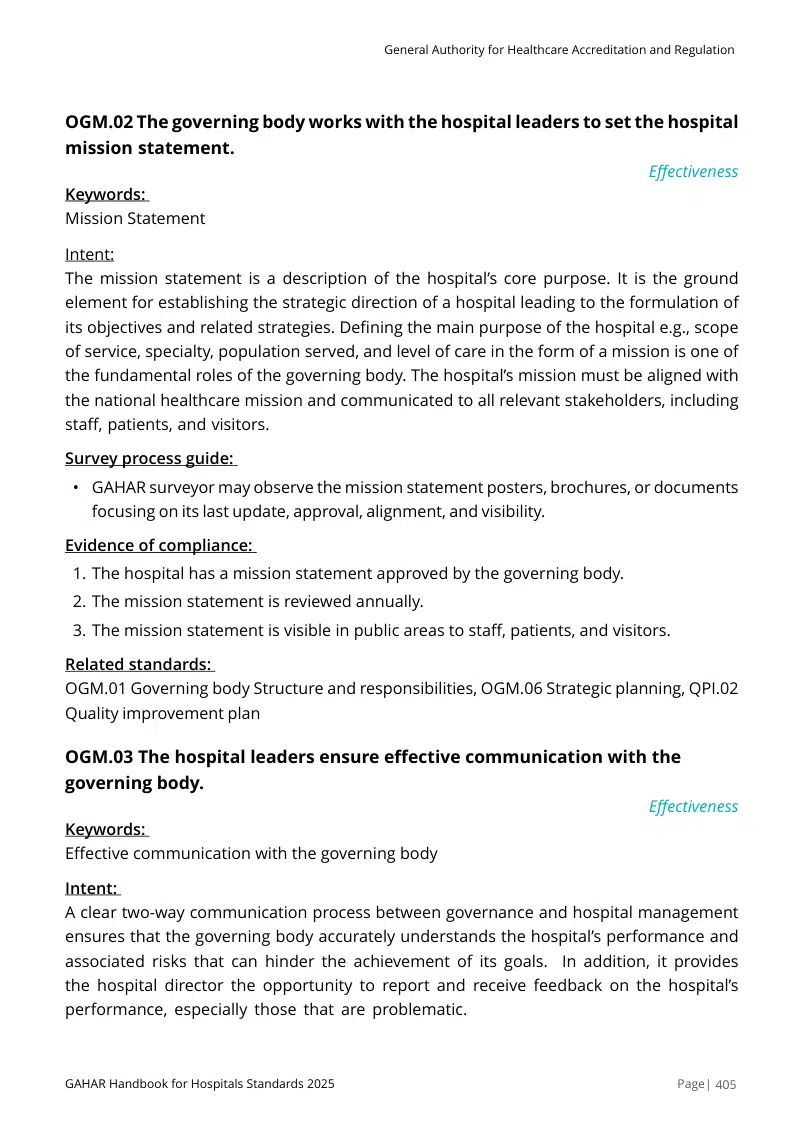 General Authority for Healthcare Accreditation and Regulation
OGM.02 The governing body works with the hospital leaders to set the hospital
mission statement.
Effectiveness
Keywords:
Mission Statement
Intent:
The mission statement is a description of the hospital’s core purpose. It is the ground
element for establishing the strategic direction of a hospital leading to the formulation of
its objectives and related strategies. Defining the main purpose of the hospital e.g., scope
of service, specialty, population served, and level of care in the form of a mission is one of
the fundamental roles of the governing body. The hospital’s mission must be aligned with
the national healthcare mission and communicated to all relevant stakeholders, including
staff, patients, and visitors.
Survey process guide:
• GAHAR surveyor may observe the mission statement posters, brochures, or documents
focusing on its last update, approval, alignment, and visibility.
Evidence of compliance:
1. The hospital has a mission statement approved by the governing body.
2. The mission statement is reviewed annually.
3. The mission statement is visible in public areas to staff, patients, and visitors.
Related standards:
OGM.01 Governing body Structure and responsibilities, OGM.06 Strategic planning, QPI.02
Quality improvement plan
OGM.03 The hospital leaders ensure effective communication with the
governing body.
Effectiveness
Keywords:
Effective communication with the governing body
Intent:
A clear two-way communication process between governance and hospital management
ensures that the governing body accurately understands the hospital’s performance and
associated risks that can hinder the achievement of its goals. In addition, it provides
the hospital director the opportunity to report and receive feedback on the hospital’s
performance, especially those that are problematic.
GAHAR Handbook for Hospitals Standards 2025
Page| 405